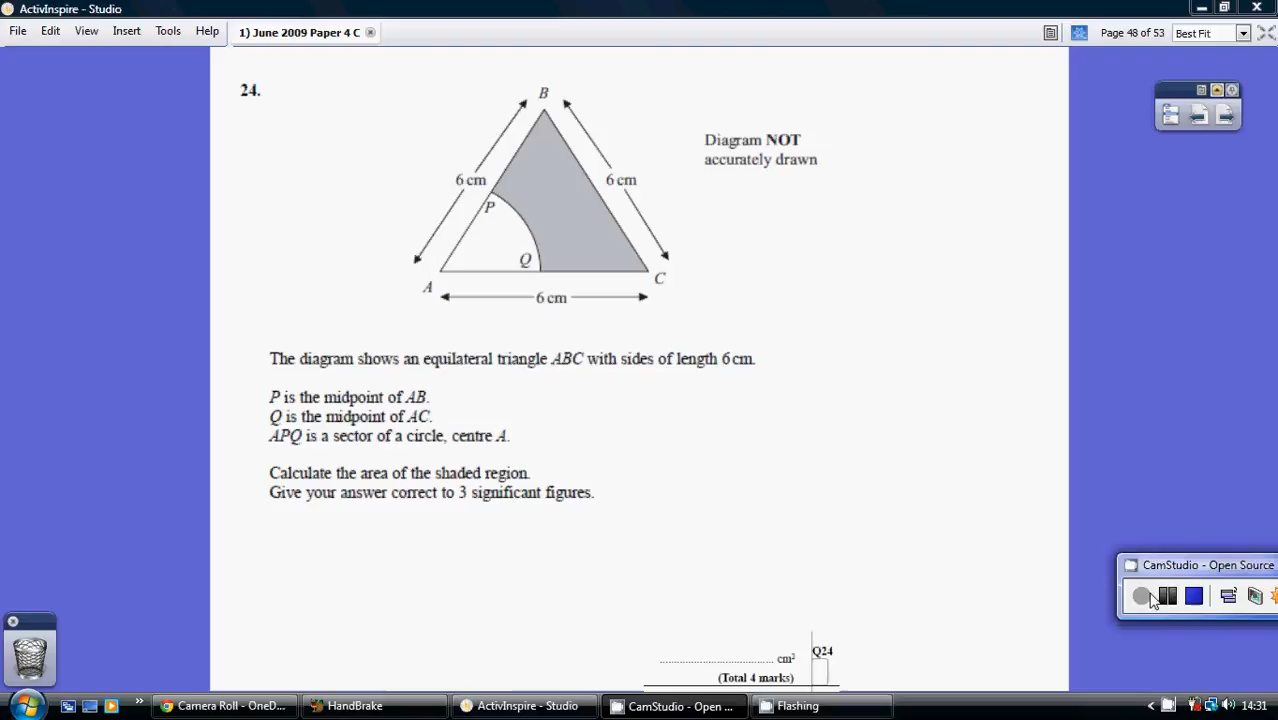 ActivInspire - Studio
File Edit View Insert Tools Help
1) June 2009 Paper 4 C
Page 48 of 53
Best Fit
24.
B
Diagram NOT
accurately drawn
6 cm
6 cm
P
Q
A
C
6 cm
The diagram shows an equilateral triangle ABC with sides of length 6 cm.
P is the midpoint of AB.
Q is the midpoint of AC.
APQ is a sector of a circle, centre A.
Calculate the area of the shaded region.
Give your answer correct to 3 significant figures.
CamStudio - Open Source
.................................... cm²
Q24
(Total 4 marks)
Camera Roll - OneD...
HandBrake
ActivInspire - Studio
CamStudio - Open ...
Flashing
14:31